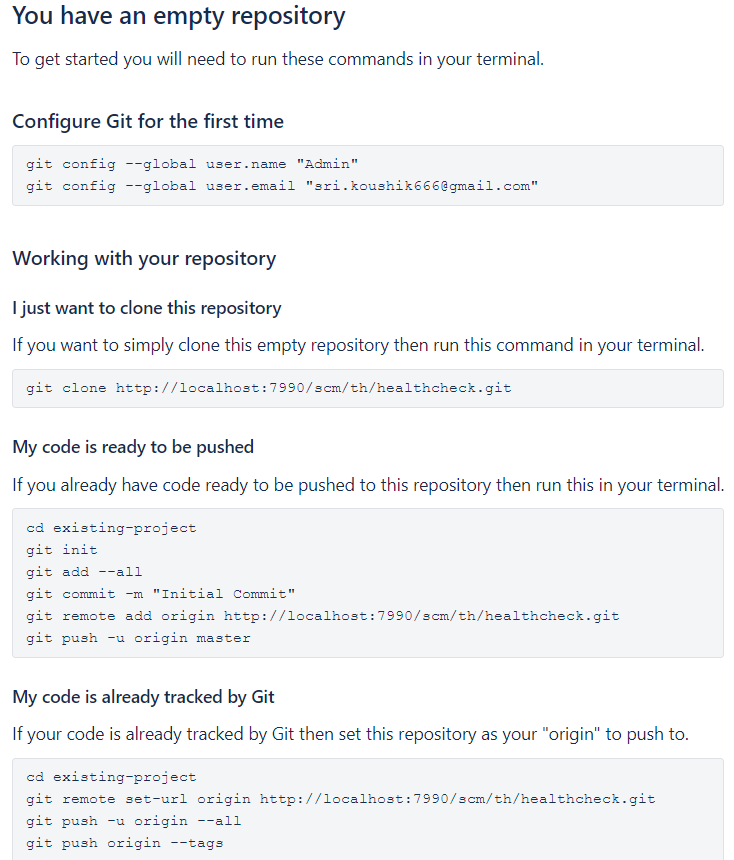 You have an empty repository
To get started you will need to run these commands in your terminal.
Configure Git for the first time
git config --global user.name "Admin"
git config --global user.email "sri.koushik666@gmail.com"
Working with your repository
I just want to clone this repository
If you want to simply clone this empty repository then run this command in your terminal.
git clone http://localhost:7990/scm/th/healthcheck.git
My code is ready to be pushed
If you already have code ready to be pushed to this repository then run this in your terminal.
cd existing-project
git init
git add --all
git commit -m "Initial Commit"
git remote add origin http://localhost:7990/scm/th/healthcheck.git
git push -u origin master
My code is already tracked by Git
If your code is already tracked by Git then set this repository as your "origin" to push to.
cd existing-project
git remote set-url origin http://localhost:7990/scm/th/healthcheck.git
git push -u origin --all
git push origin --tags